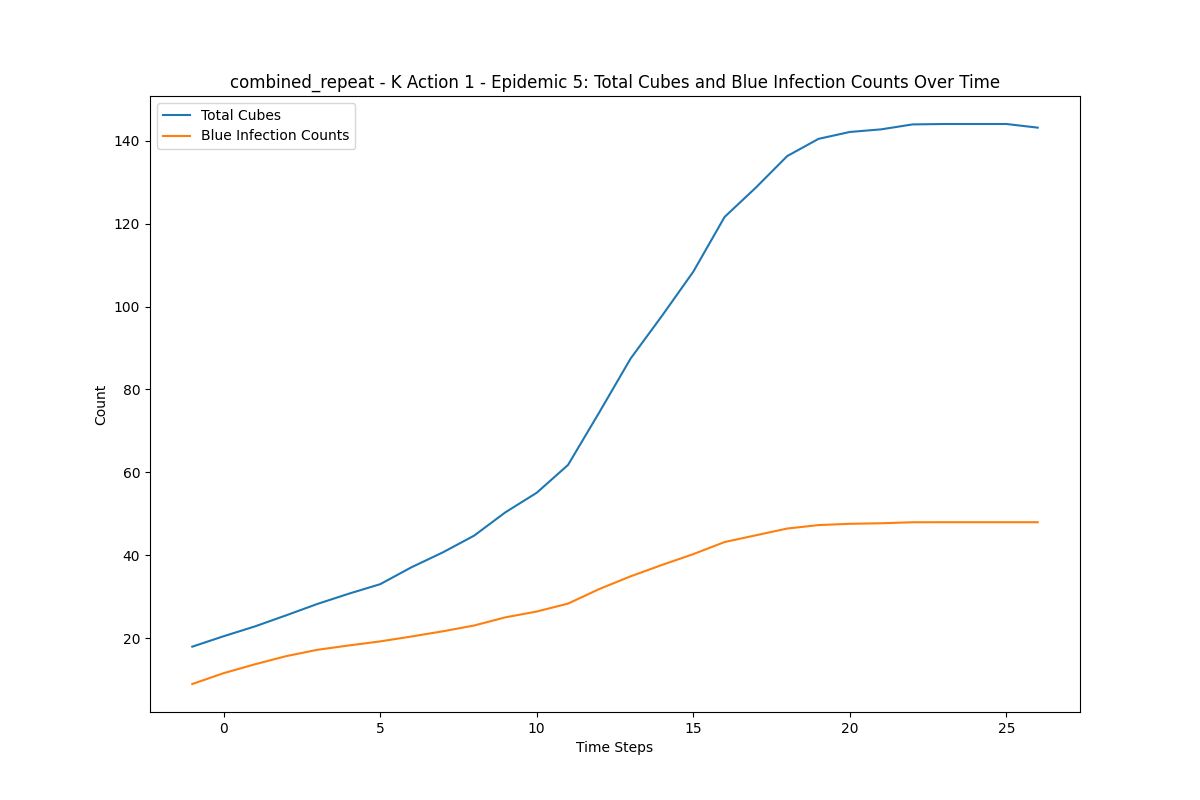 combined_repeat - K Action 1 - Epidemic 5: Total Cubes and Blue Infection Counts Over Time
Total Cubes
Blue Infection Counts
140
120
100
80
60
40
20
Count
0 5 10 15 20 25
Time Steps